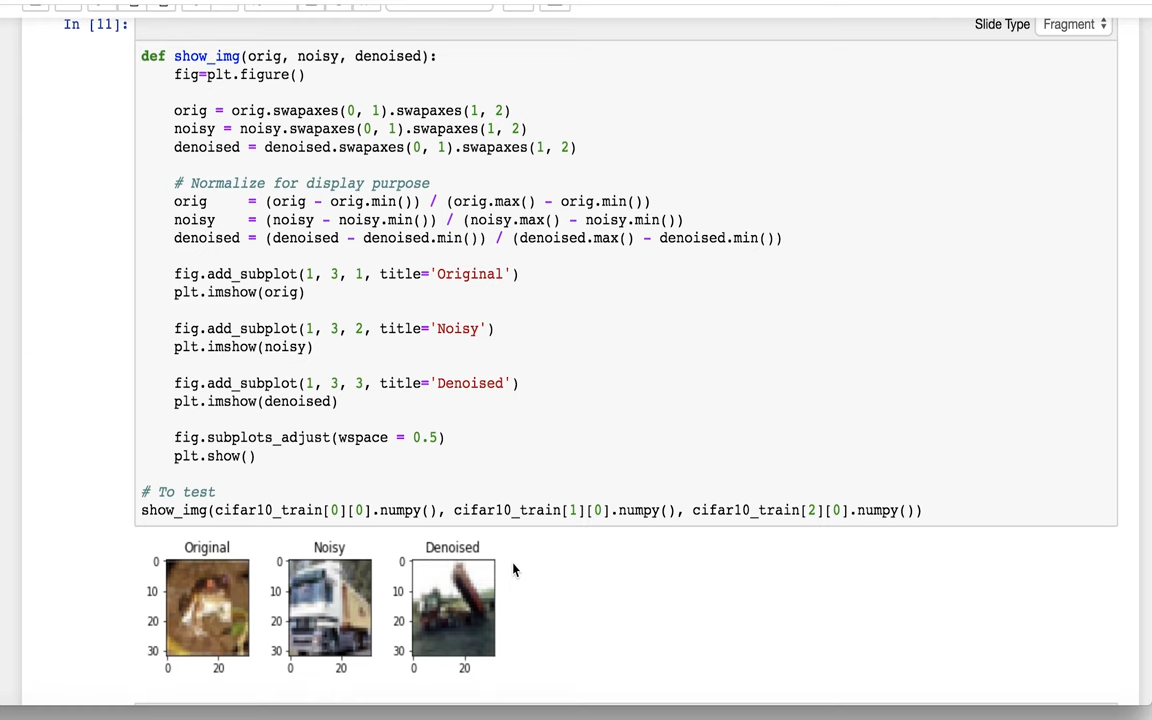 In [11]:
Slide Type Fragment
def show_img(orig, noisy, denoised):
    fig=plt.figure()

    orig = orig.swapaxes(0, 1).swapaxes(1, 2)
    noisy = noisy.swapaxes(0, 1).swapaxes(1, 2)
    denoised = denoised.swapaxes(0, 1).swapaxes(1, 2)

    # Normalize for display purpose
    orig     = (orig - orig.min()) / (orig.max() - orig.min())
    noisy    = (noisy - noisy.min()) / (noisy.max() - noisy.min())
    denoised = (denoised - denoised.min()) / (denoised.max() - denoised.min())

    fig.add_subplot(1, 3, 1, title='Original')
    plt.imshow(orig)

    fig.add_subplot(1, 3, 2, title='Noisy')
    plt.imshow(noisy)

    fig.add_subplot(1, 3, 3, title='Denoised')
    plt.imshow(denoised)

    fig.subplots_adjust(wspace = 0.5)
    plt.show()

# To test
show_img(cifar10_train[0][0].numpy(), cifar10_train[1][0].numpy(), cifar10_train[2][0].numpy())
Original Noisy Denoised
0 0 0
10 10 10
20 20 20
30 30 30
0 20 0 20 0 20